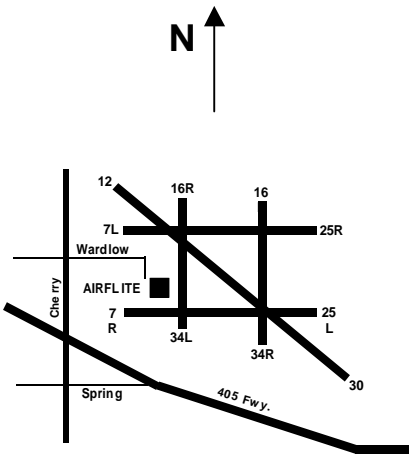 N
12
16R
16
7L
25R
Wardlow
Cherry
AIRFLITE
7
R
25
L
34L
34R
30
Spring
405 Fwy.